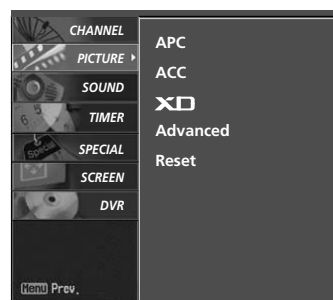 CHANNEL
PICTURE
SOUND
TIMER
SPECIAL
SCREEN
DVR
Menu Prev.
APC
ACC
XD
Advanced
Reset